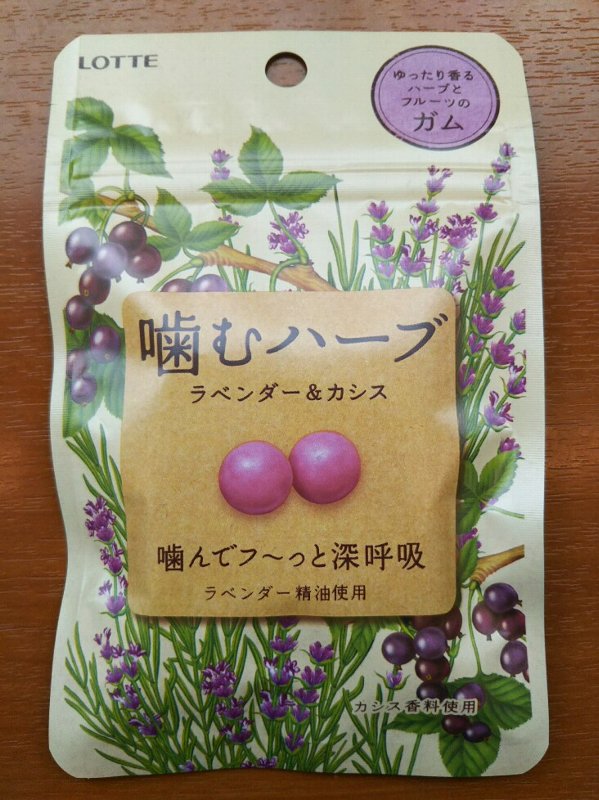 LOTTE
ゆったり香る
ハーブと
フルーツの
ガム
噛むハーブ
ラベンダー&カシス
噛んでフ〜っと深呼吸
ラベンダー精油使用
カシス香料使用